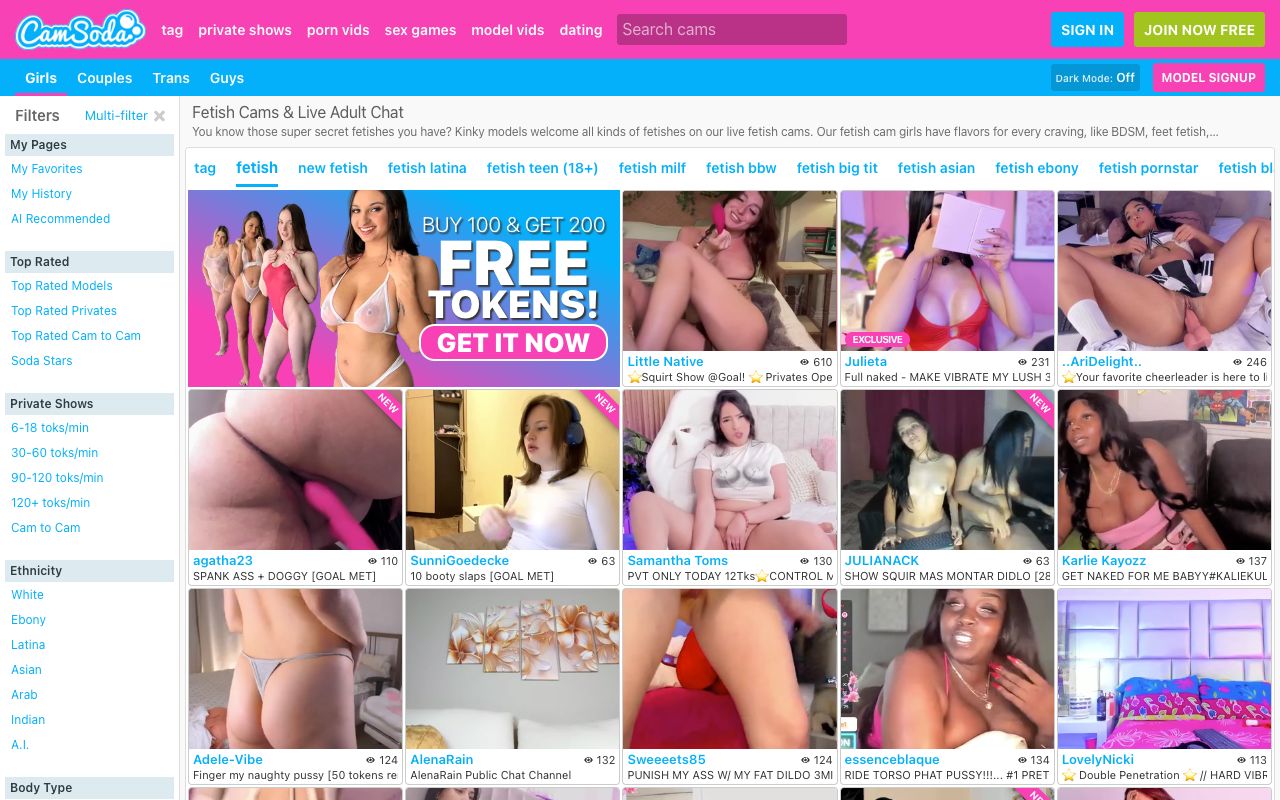 CamSoda
tag private shows porn vids sex games model vids dating Search cams SIGN IN JOIN NOW FREE
Girls Couples Trans Guys Dark Mode: Off MODEL SIGNUP
Filters Multi-filter
My Pages
My Favorites
My History
AI Recommended
Top Rated
Top Rated Models
Top Rated Privates
Top Rated Cam to Cam
Soda Stars
Private Shows
6-18 toks/min
30-60 toks/min
90-120 toks/min
120+ toks/min
Cam to Cam
Ethnicity
White
Ebony
Latina
Asian
Arab
Indian
A.I.
Body Type
Fetish Cams & Live Adult Chat
You know those super secret fetishes you have? Kinky models welcome all kinds of fetishes on our live fetish cams. Our fetish cam girls have flavors for every craving, like BDSM, feet fetish,...
tag fetish new fetish fetish latina fetish teen (18+) fetish milf fetish bbw fetish big tit fetish asian fetish ebony fetish pornstar fetish bl
BUY 100 & GET 200
FREE
TOKENS!
GET IT NOW
Little Native 610
⭐Squirt Show @Goal! ⭐ Privates Ope
EXCLUSIVE
Julieta 231
Full naked - MAKE VIBRATE MY LUSH 3
..AriDelight.. 246
⭐Your favorite cheerleader is here to li
NEW
agatha23 110
SPANK ASS + DOGGY [GOAL MET]
NEW
SunniGoedecke 63
10 booty slaps [GOAL MET]
Samantha Toms 130
PVT ONLY TODAY 12Tks⭐CONTROL M
NEW
JULIANACK 63
SHOW SQUIR MAS MONTAR DIDLO [28
Karlie Kayozz 137
GET NAKED FOR ME BABYY#KALIEKUL
Adele-Vibe 124
Finger my naughty pussy [50 tokens re
AlenaRain 132
AlenaRain Public Chat Channel
Sweeeets85 124
PUNISH MY ASS W/ MY FAT DILDO 3MI
essenceblaque 134
RIDE TORSO PHAT PUSSY!!!... #1 PRET
LovelyNicki 113
⭐ Double Penetration ⭐ // HARD VIBR